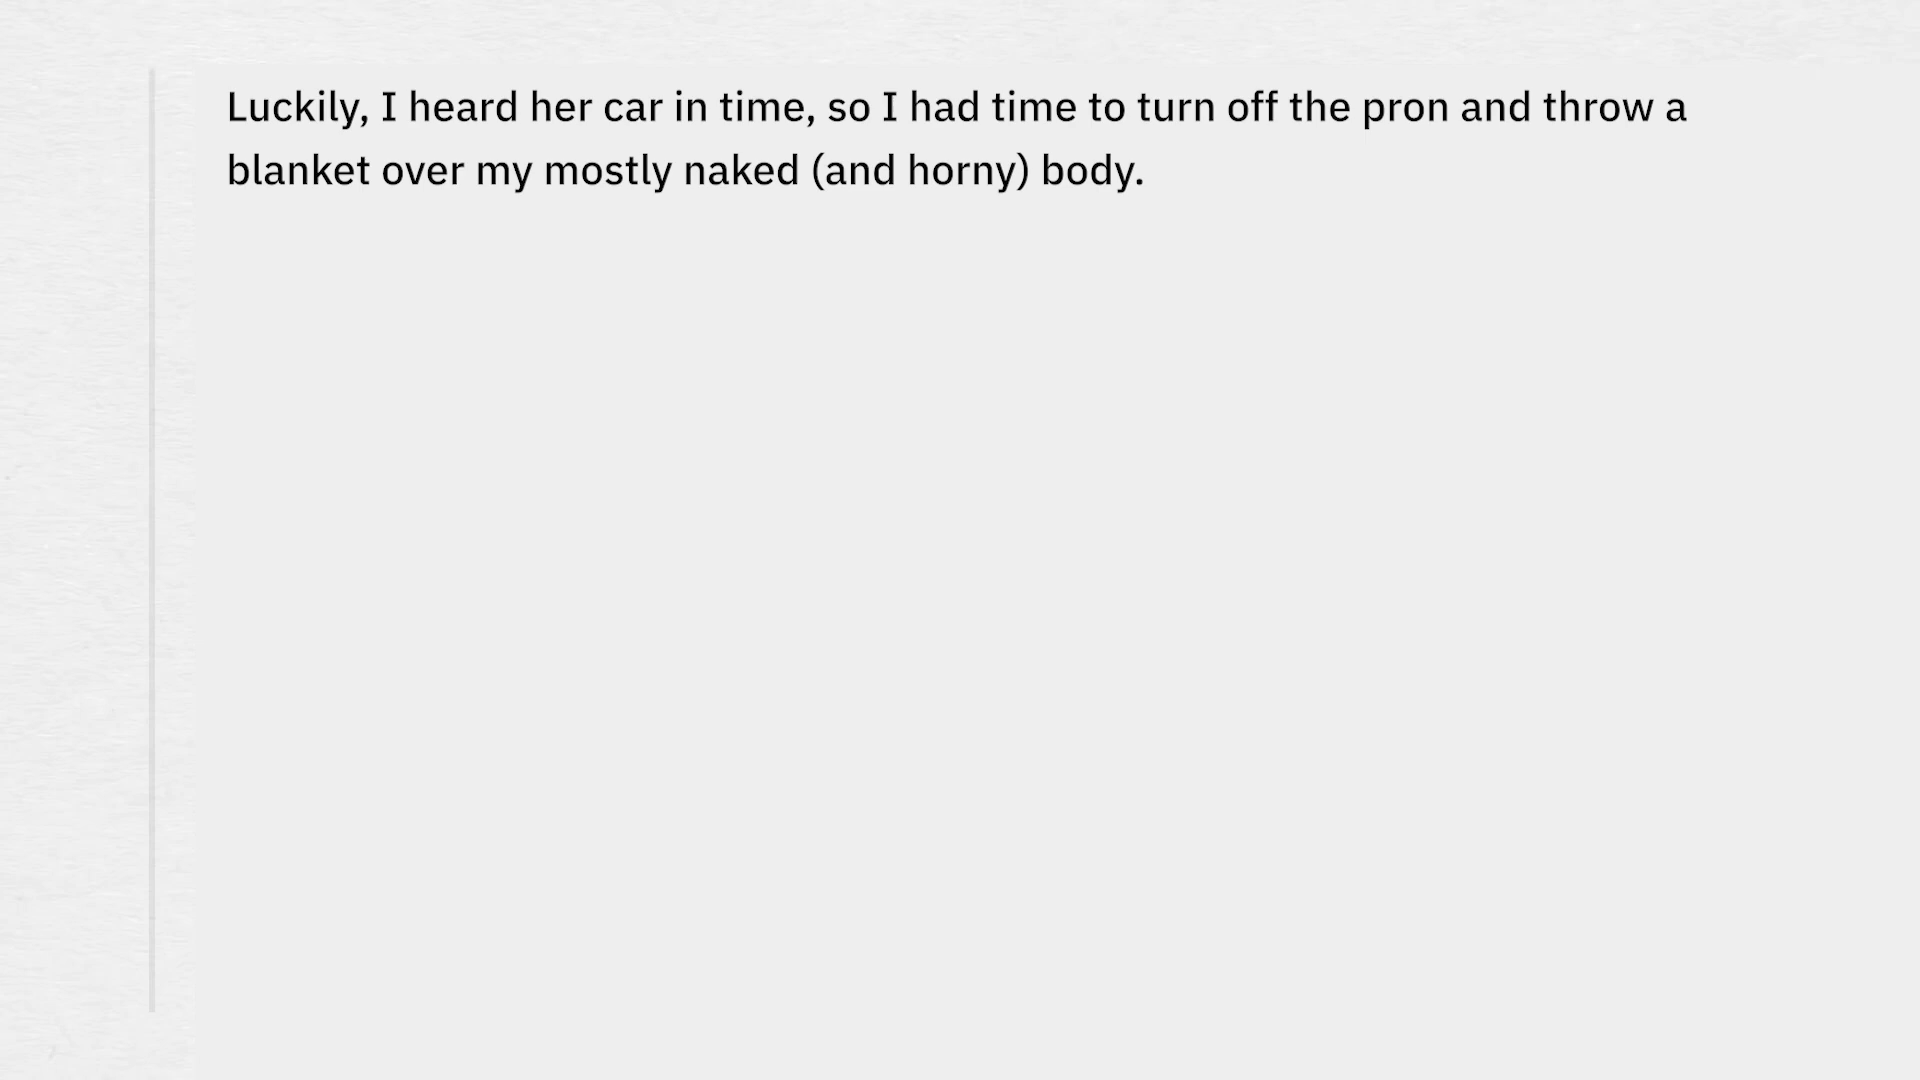 Luckily, I heard her car in time, so I had time to turn off the pron and throw a
blanket over my mostly naked (and horny) body.